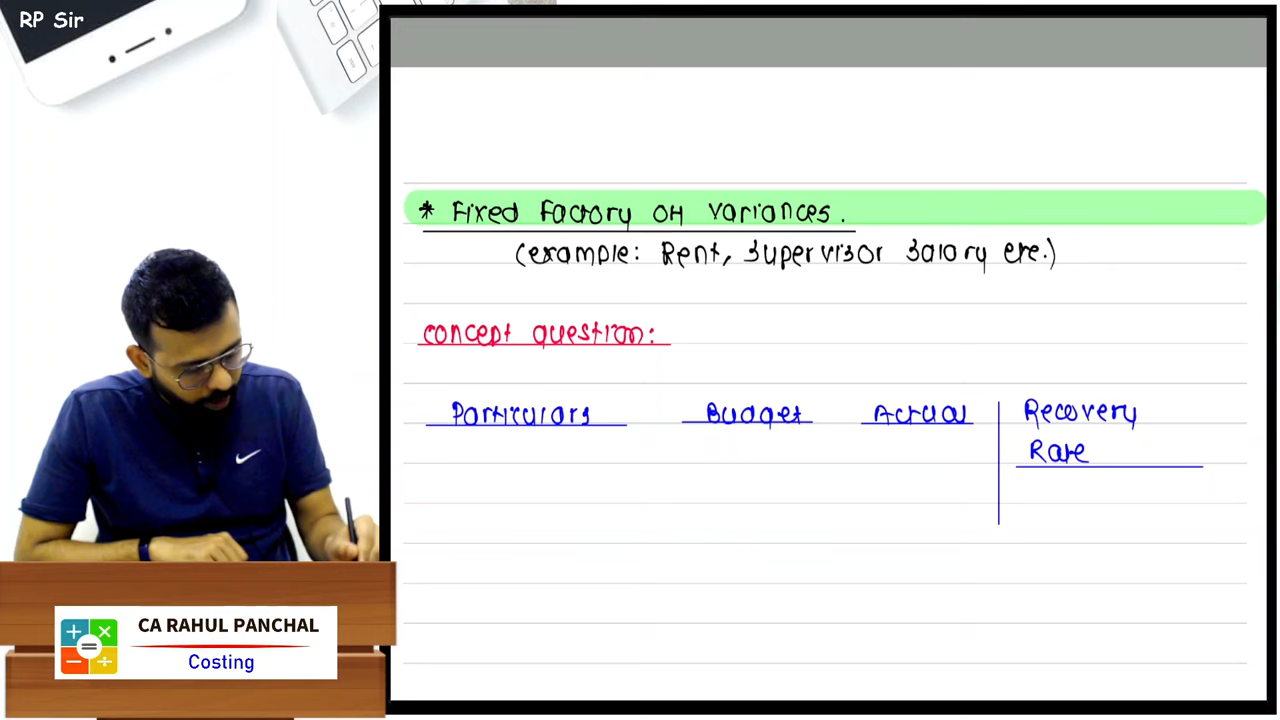 RP Sir
* Fixed Factory OH Variances.
(example: Rent, Supervisor Salary etc.)
concept question:
Particulars Budget Actual Recovery
Rate
CA RAHUL PANCHAL
Costing